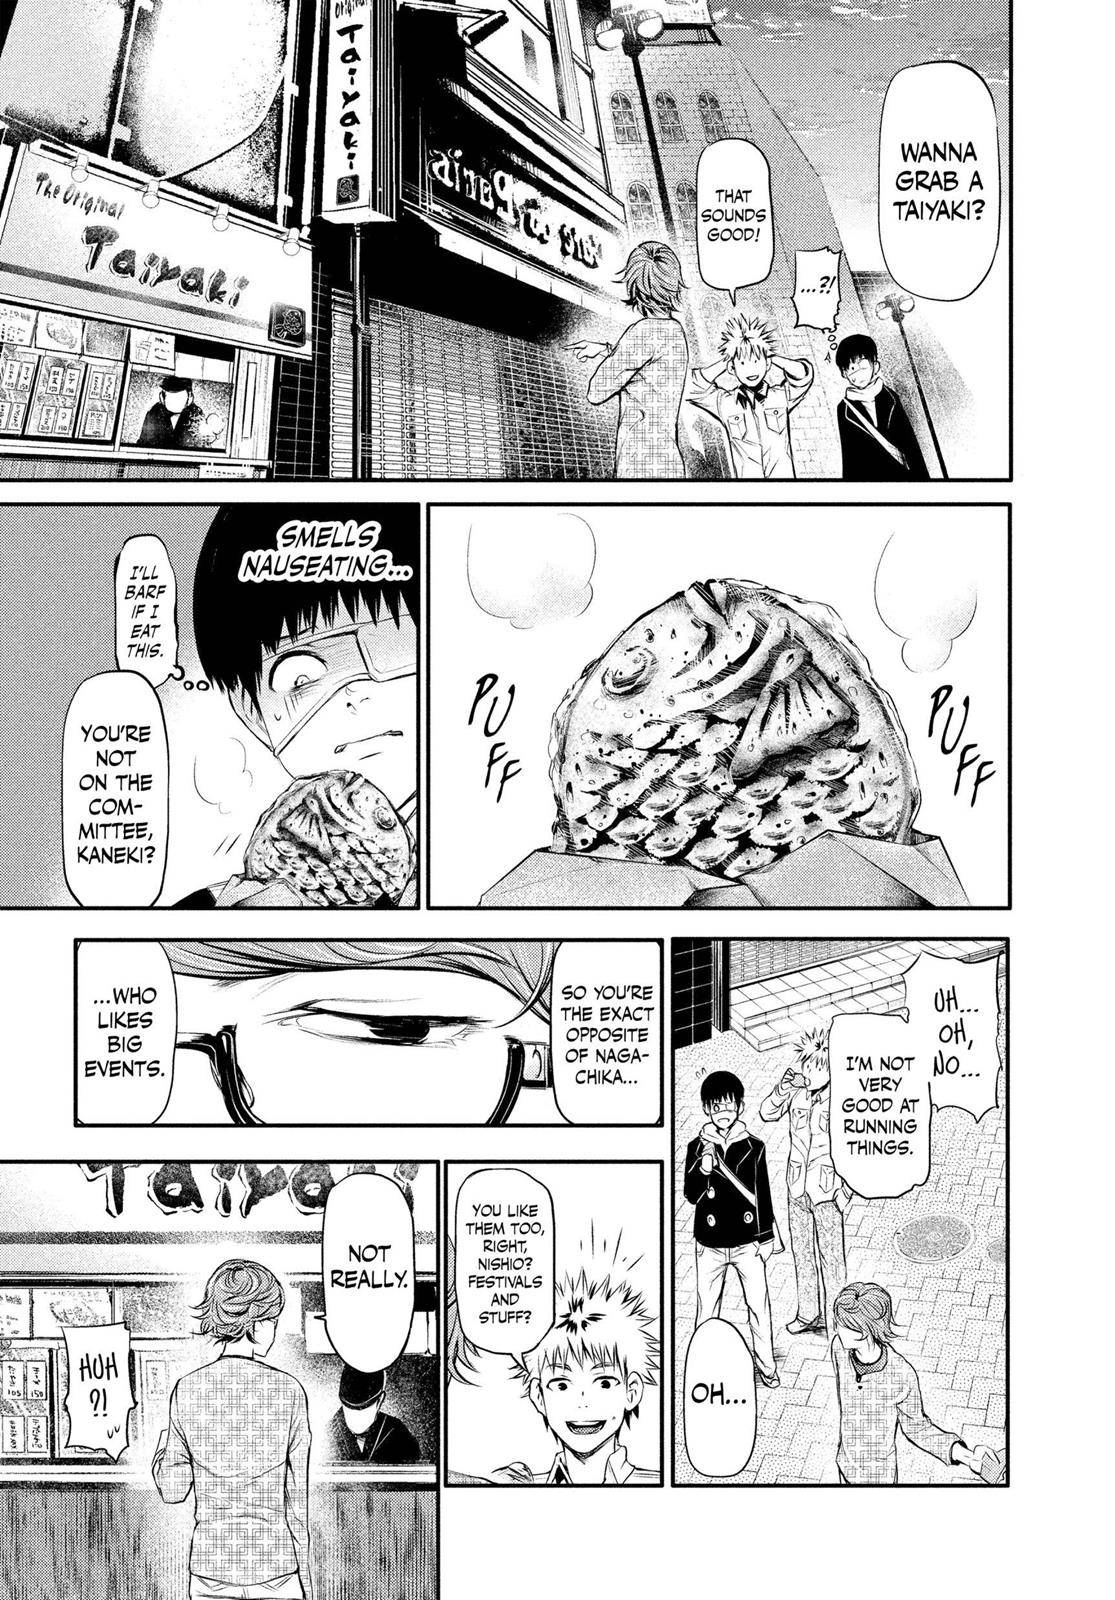 WANNA
GRAB A
TAIYAKI?
THAT
SOUNDS
GOOD!
...?!
Original
Taiyaki
The Original
Taiyaki
PUFF
PUFF
SMELLS
NAUSEATING...
I'LL
BARF
IF I
EAT
THIS.
YOU'RE
NOT
ON THE
COM-
MITTEE,
KANEKI?
UH...
OH,
NO...
I'M NOT
VERY
GOOD AT
RUNNING
THINGS.
OH...
SO YOU'RE
THE EXACT
OPPOSITE
OF NAGA-
CHIKA...
...WHO
LIKES
BIG
EVENTS.
YOU LIKE
THEM TOO,
RIGHT,
NISHIO?
FESTIVALS
AND
STUFF?
Taiyaki
NOT
REALLY.
HUH
?!